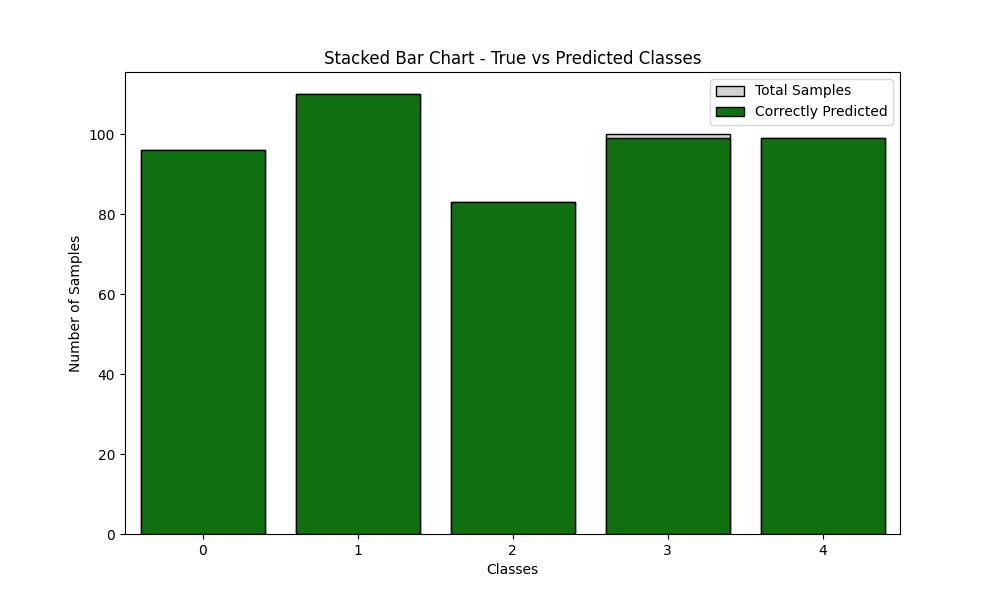 Stacked Bar Chart - True vs Predicted Classes
Total Samples
Correctly Predicted
100
80
60
40
20
0
Number of Samples
0 1 2 3 4
Classes